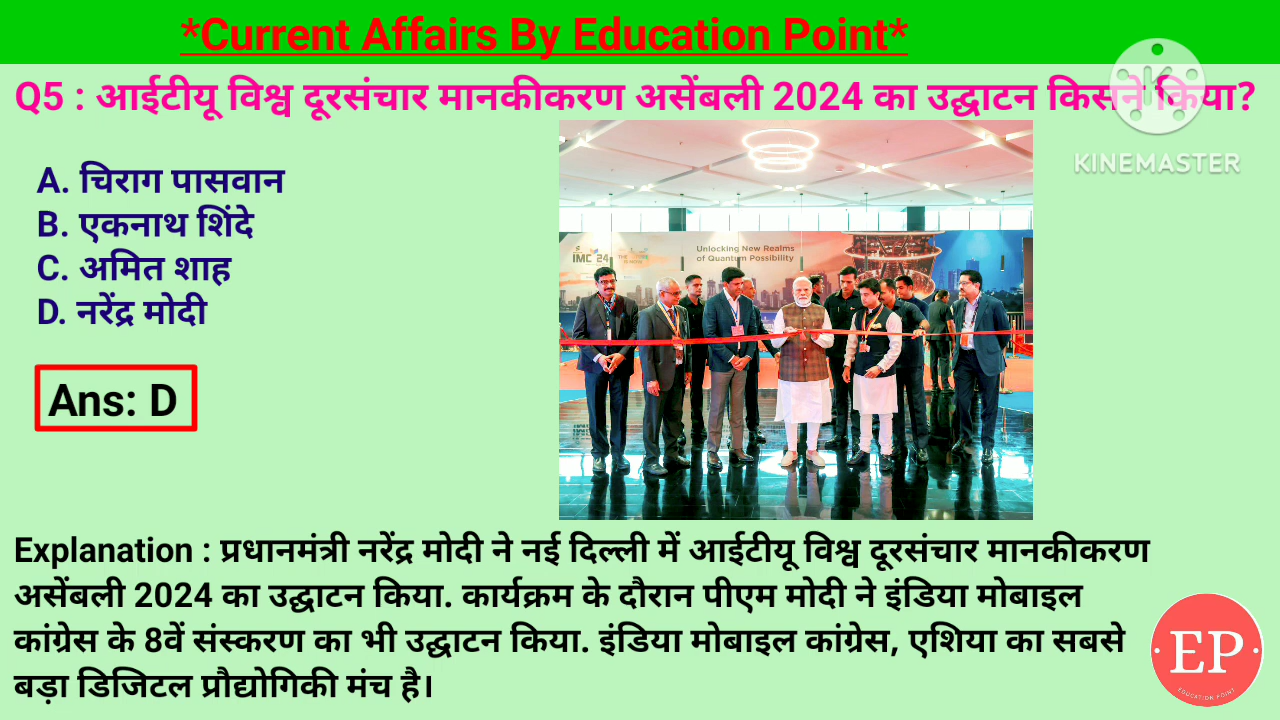 *Current Affairs By Education Point*
Q5 : आईटीयू विश्व दूरसंचार मानकीकरण असेंबली 2024 का उद्घाटन किसने किया?
KINEMASTER
A. चिराग पासवान
B. एकनाथ शिंदे
C. अमित शाह
D. नरेंद्र मोदी
Ans: D
IMC 24
Unlocking New Realms
of Quantum Possibility
Explanation : प्रधानमंत्री नरेंद्र मोदी ने नई दिल्ली में आईटीयू विश्व दूरसंचार मानकीकरण
असेंबली 2024 का उद्घाटन किया. कार्यक्रम के दौरान पीएम मोदी ने इंडिया मोबाइल
कांग्रेस के 8वें संस्करण का भी उद्घाटन किया. इंडिया मोबाइल कांग्रेस, एशिया का सबसे
बड़ा डिजिटल प्रौद्योगिकी मंच है।
EP
EDUCATION POINT